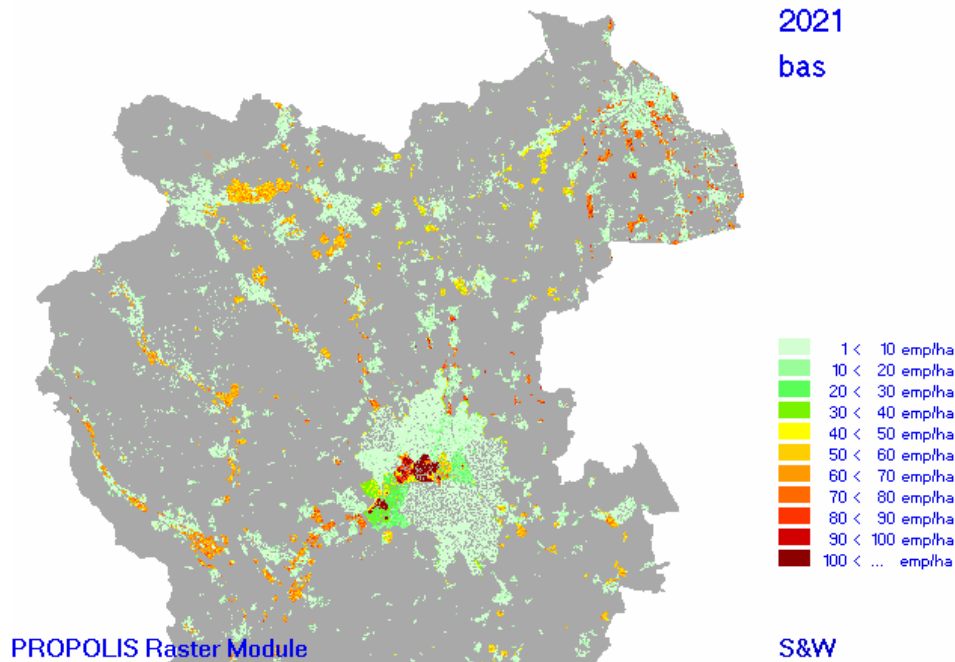 2021
bas
1 < 10 emp/ha
10 < 20 emp/ha
20 < 30 emp/ha
30 < 40 emp/ha
40 < 50 emp/ha
50 < 60 emp/ha
60 < 70 emp/ha
70 < 80 emp/ha
80 < 90 emp/ha
90 < 100 emp/ha
100 < ... emp/ha
PROPOLIS Raster Module
S&W